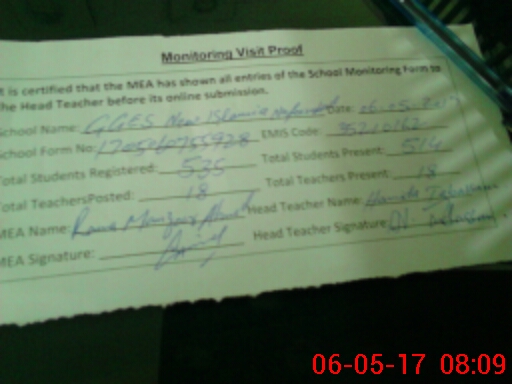 Monitoring Visit Proof
t is certified that the MEA has shown all entries of the School Monitoring Form to
the Head Teacher before its online submission.
School Name: GGES New Islamia Date: 06.05.2017
School Form No: EMIS Code:
Total Students Registered: 535 Total Students Present: 514
Total TeachersPosted: 18 Total Teachers Present: 18
MEA Name: Rana Manzoor Head Teacher Name:
MEA Signature: Head Teacher Signature
06-05-17 08:09